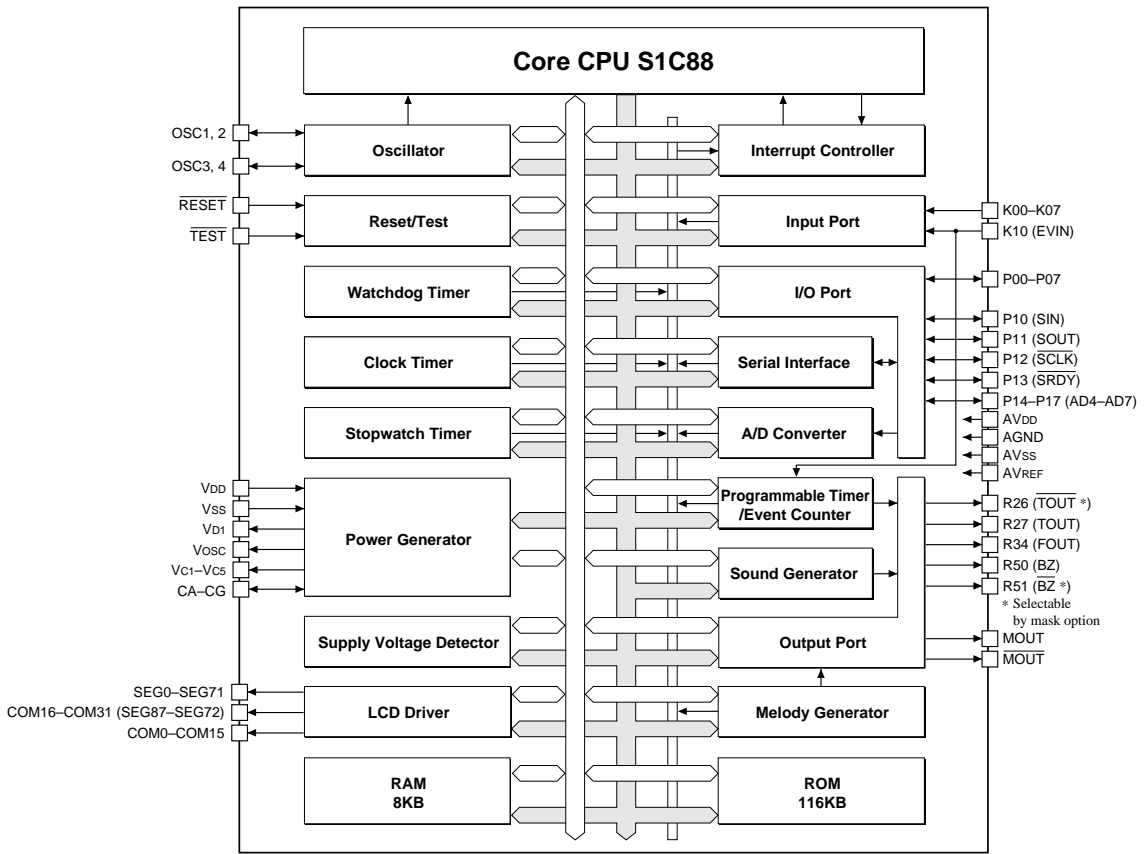 Core CPU S1C88
OSC1, 2
OSC3, 4
Oscillator
Interrupt Controller
RESET
TEST
Reset/Test
Input Port
K00–K07
K10 (EVIN)
Watchdog Timer
I/O Port
P00–P07
P10 (SIN)
P11 (SOUT)
P12 (SCLK)
P13 (SRDY)
P14–P17 (AD4–AD7)
Clock Timer
Serial Interface
Stopwatch Timer
A/D Converter
AVDD
AGND
AVSS
AVREF
VDD
VSS
VD1
VOSC
VC1–VC5
CA–CG
Power Generator
Programmable Timer
/Event Counter
R26 (TOUT *)
R27 (TOUT)
R34 (FOUT)
R50 (BZ)
R51 (BZ *)
* Selectable
by mask option
Sound Generator
Supply Voltage Detector
Output Port
MOUT
MOUT
SEG0–SEG71
COM16–COM31 (SEG87–SEG72)
COM0–COM15
LCD Driver
Melody Generator
RAM
8KB
ROM
116KB